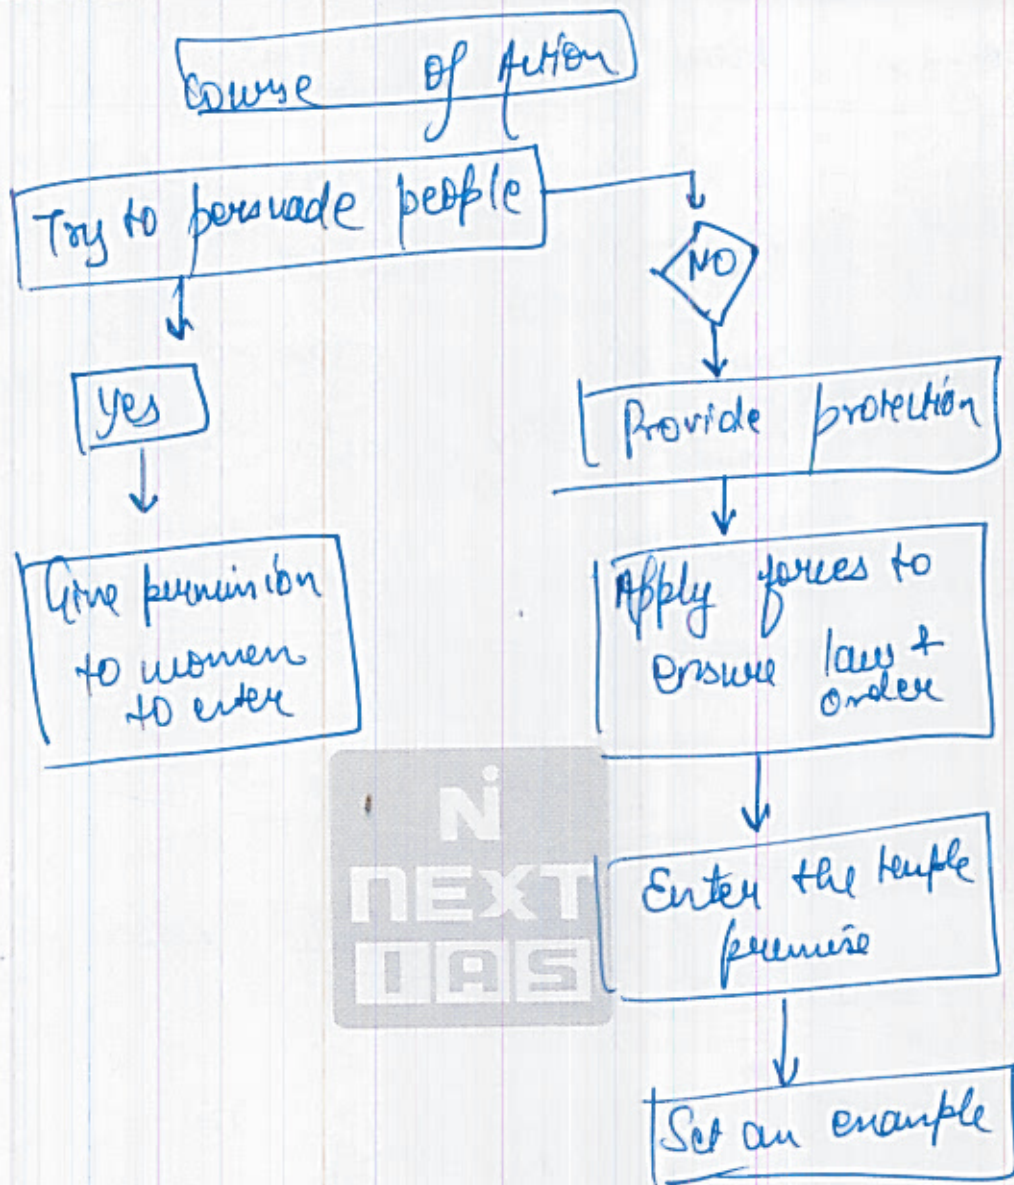 Course of Action
Try to persuade people
NO
Yes
Provide protection
Give permission
to women
to enter
Apply forces to
ensure law +
order
Enter the temple
premise
Set an example
Ni
NEXT
IAS